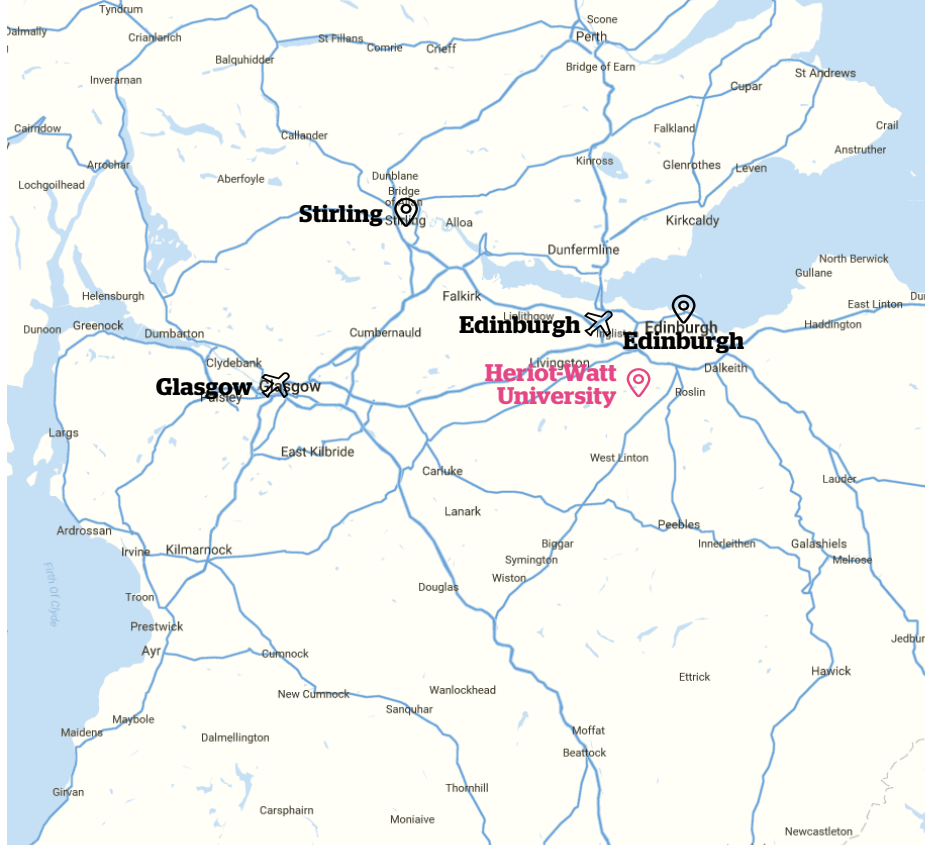 Tyndrum
Scone
Dalmally
Crianlarich
St Fillans
Perth
Comrie
Crieff
Balquhidder
Bridge of Earn
St Andrews
Inveraman
Cupar
Cairndow
Callander
Falkland
Crail
Anstruther
Arrochar
Kinross
Glenrothes
Leven
Lochgoilhead
Aberfoyle
Dunblane
Bridge
of Allan
Stirling
Stirling
Alloa
Kirkcaldy
Dunfermline
North Berwick
Gullane
Helensburgh
Falkirk
East Linton
Linlithgow
Dunoon
Greenock
Dumbarton
Cumbernauld
Edinburgh
Edinburgh
Edinburgh
Haddington
Clydebank
Livingston
Dalkeith
Heriot-Watt
University
Glasgow
Glasgow
Paisley
Roslin
Largs
East Kilbride
West Linton
Carluke
Lauder
Lanark
Ardrossan
Peebles
Irvine
Kilmarnock
Biggar
Innerleithen
Galashiels
Symington
Melrose
Wiston
Firth Of Clyde
Douglas
Troon
Prestwick
Ayr
Cumnock
Jedbur
Hawick
Ettrick
New Cumnock
Wanlockhead
Sanquhar
Maybole
Maidens
Dalmellington
Moffat
Beattock
Girvan
Thornhill
Carsphairn
Moniaive
Newcastleton